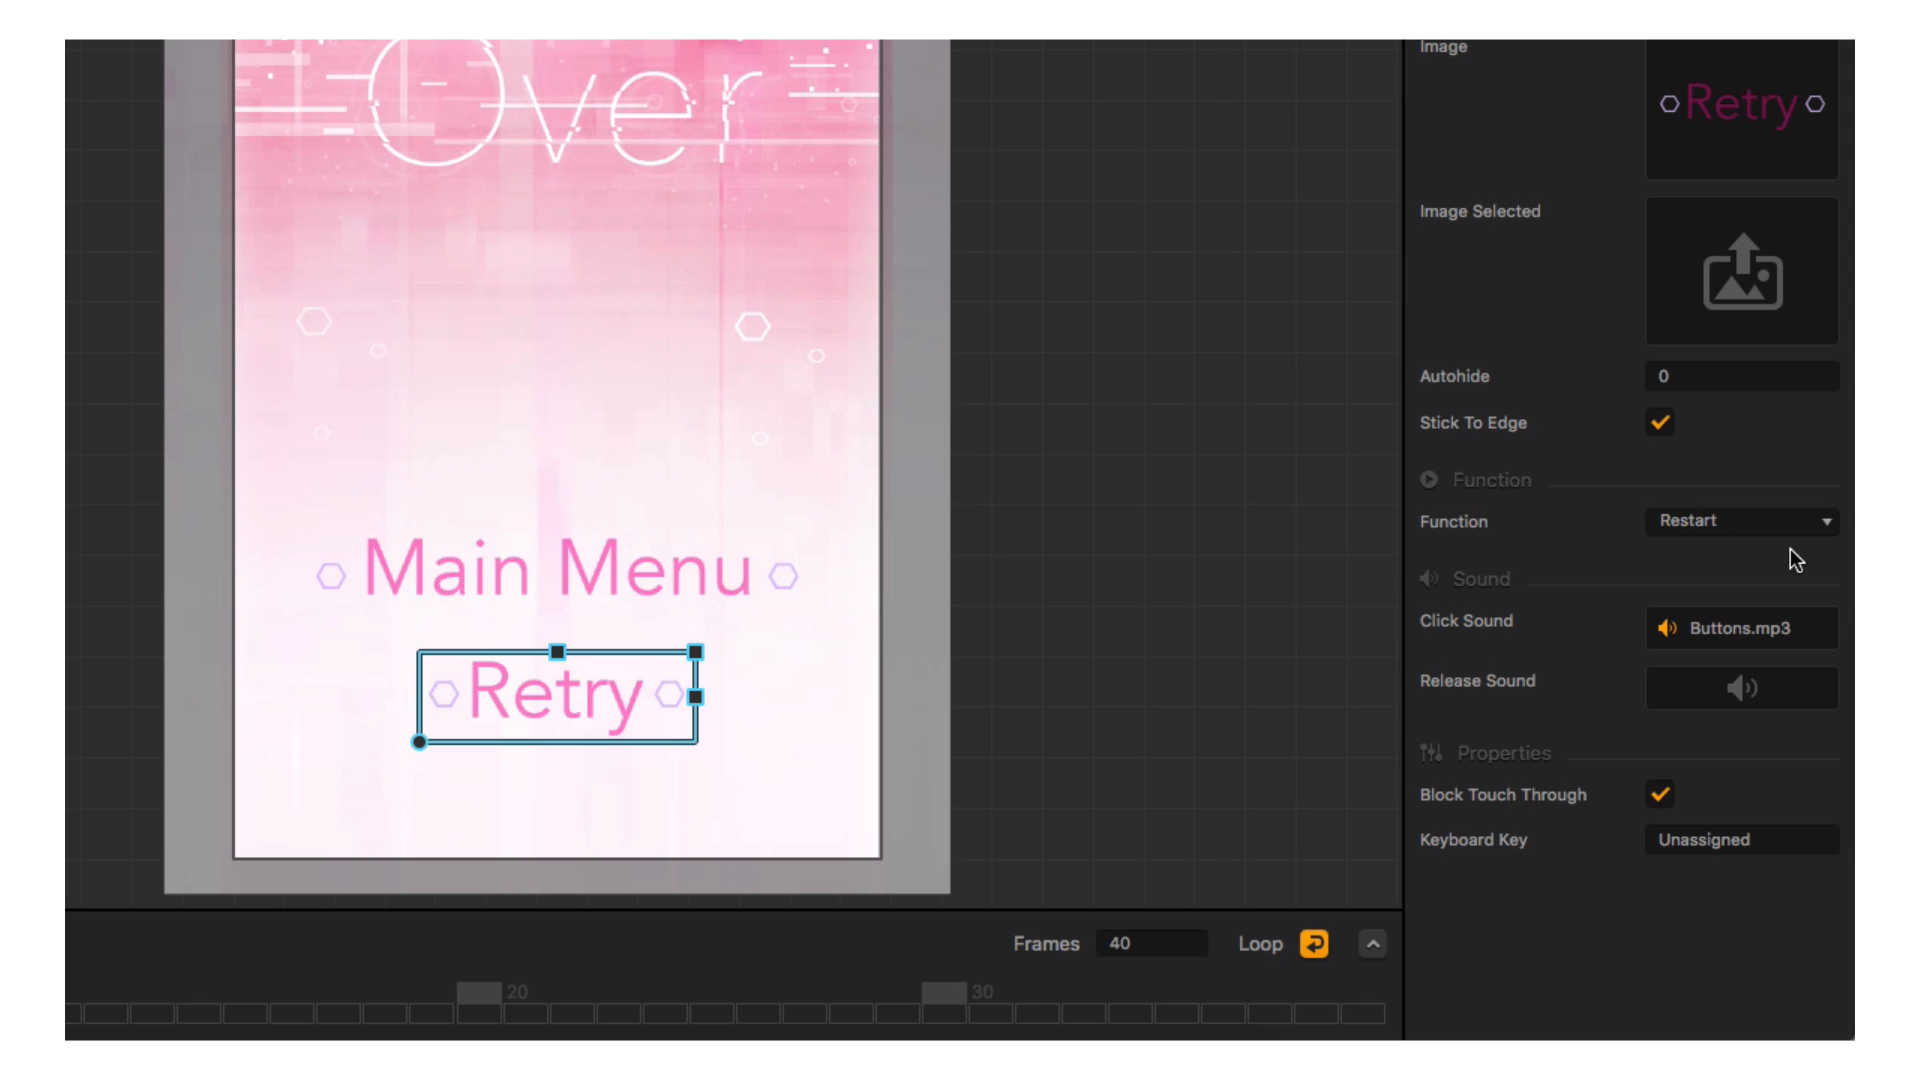 Over
Main Menu
Retry
Image
Retry
Image Selected
Autohide
0
Stick To Edge
Function
Function
Restart
Sound
Click Sound
Buttons.mp3
Release Sound
Properties
Block Touch Through
Keyboard Key
Unassigned
Frames
40
Loop
20
30